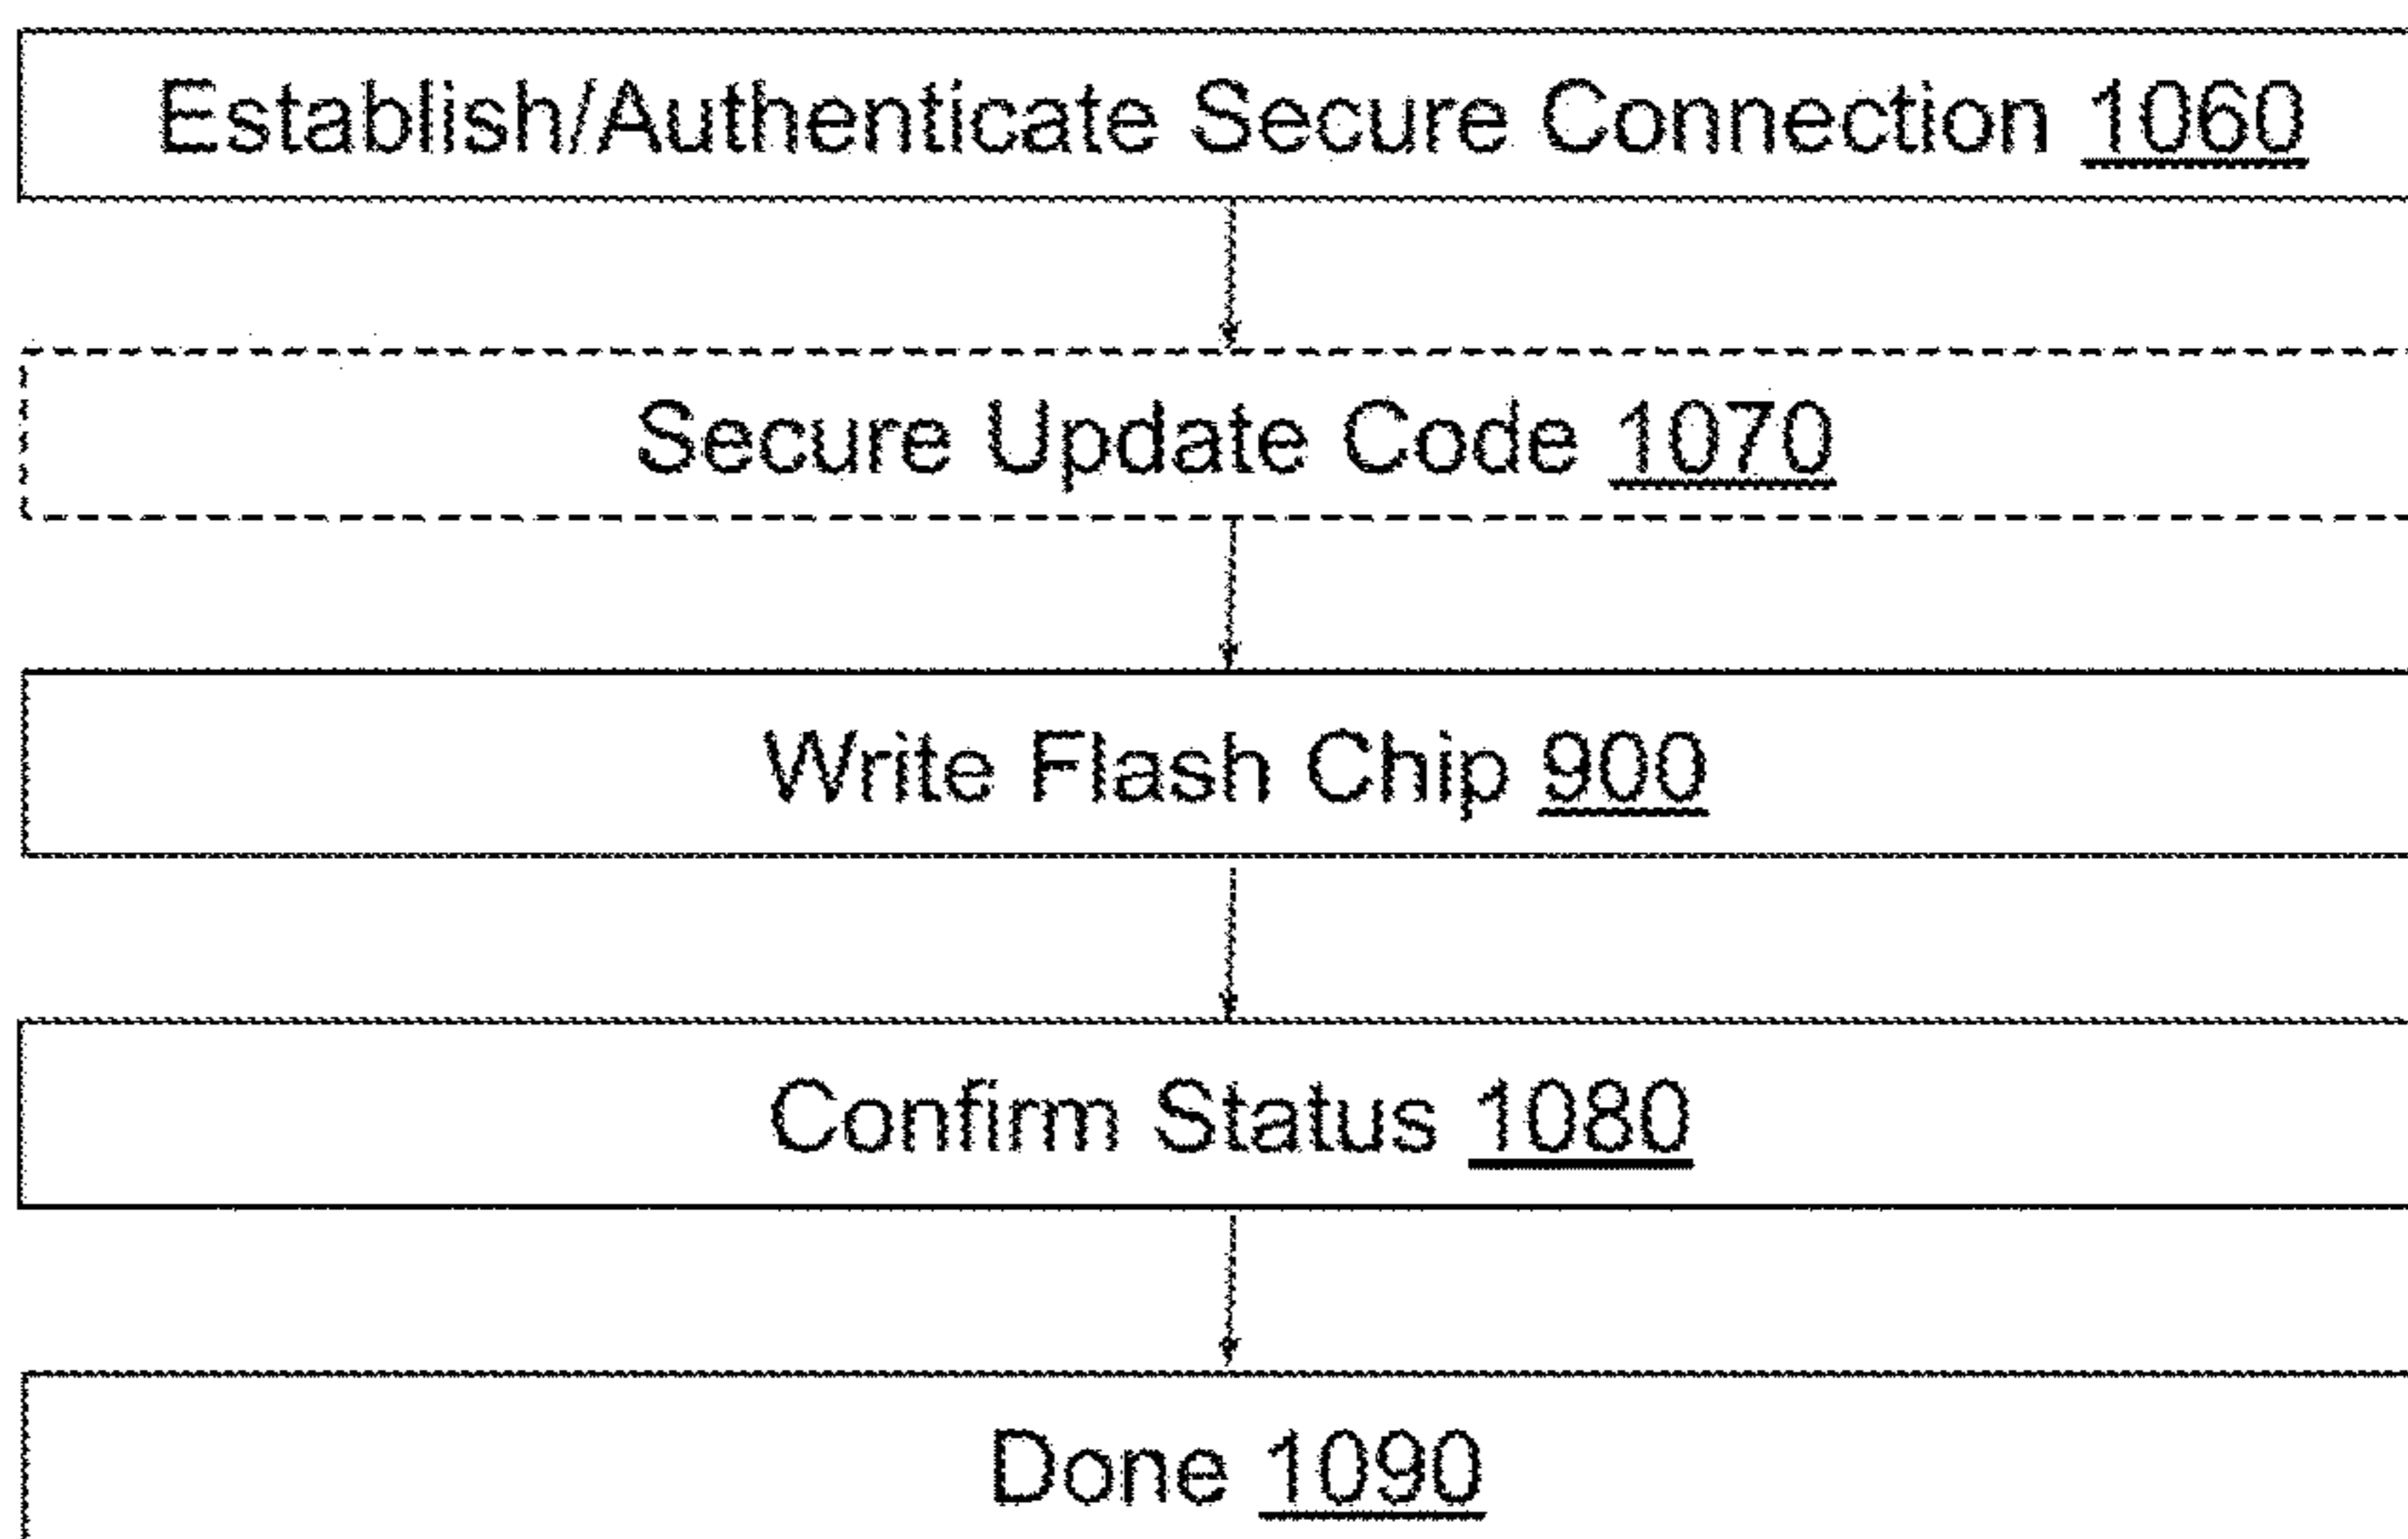 Establish/Authenticate Secure Connection 1060
Secure Update Code 1070
Write Flash Chip 900
Confirm Status 1080
Done 1090